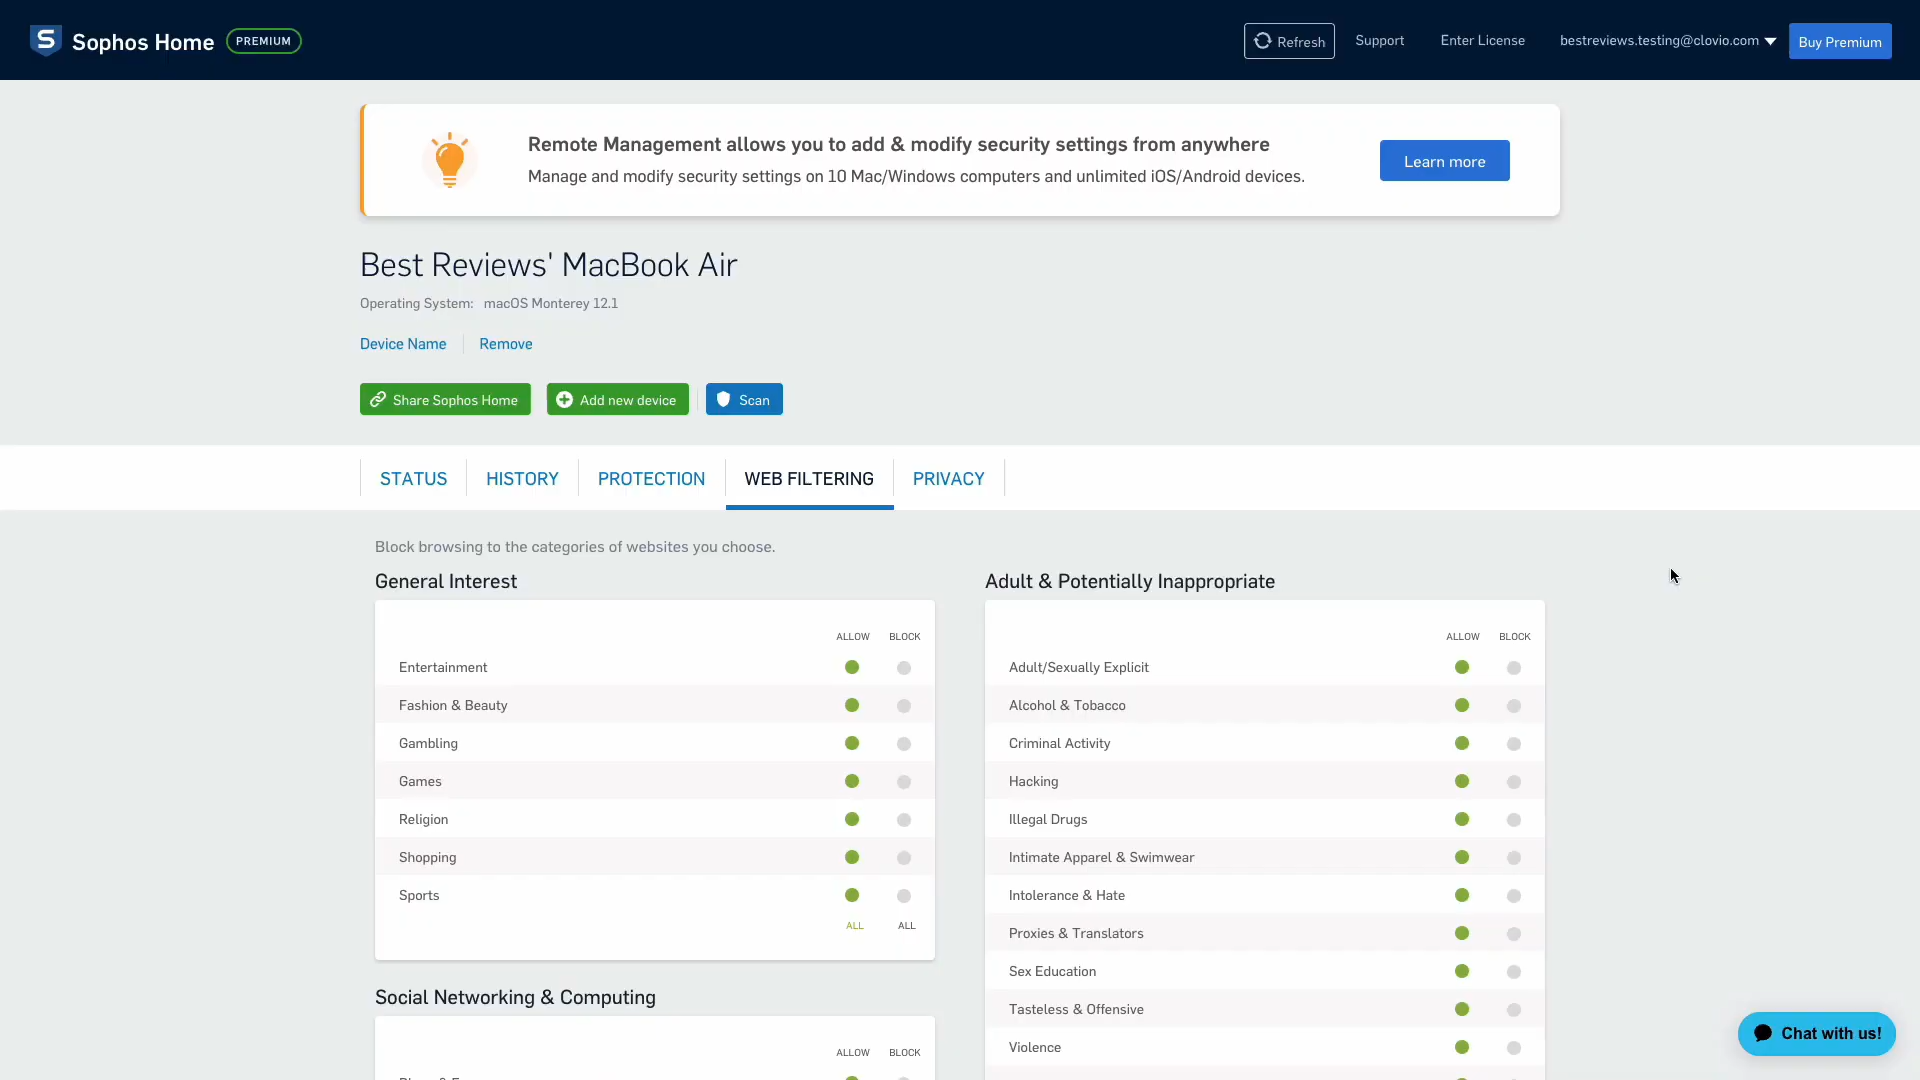 Sophos Home PREMIUM Refresh Support Enter License bestreviews.testing@clovio.com Buy Premium
Remote Management allows you to add & modify security settings from anywhere
Manage and modify security settings on 10 Mac/Windows computers and unlimited iOS/Android devices.
Learn more
Best Reviews' MacBook Air
Operating System: macOS Monterey 12.1
Device Name Remove
Share Sophos Home Add new device Scan
STATUS HISTORY PROTECTION WEB FILTERING PRIVACY
Block browsing to the categories of websites you choose.
General Interest
ALLOW BLOCK
Entertainment
Fashion & Beauty
Gambling
Games
Religion
Shopping
Sports
ALL ALL
Social Networking & Computing
ALLOW BLOCK
Adult & Potentially Inappropriate
ALLOW BLOCK
Adult/Sexually Explicit
Alcohol & Tobacco
Criminal Activity
Hacking
Illegal Drugs
Intimate Apparel & Swimwear
Intolerance & Hate
Proxies & Translators
Sex Education
Tasteless & Offensive
Violence
Chat with us!